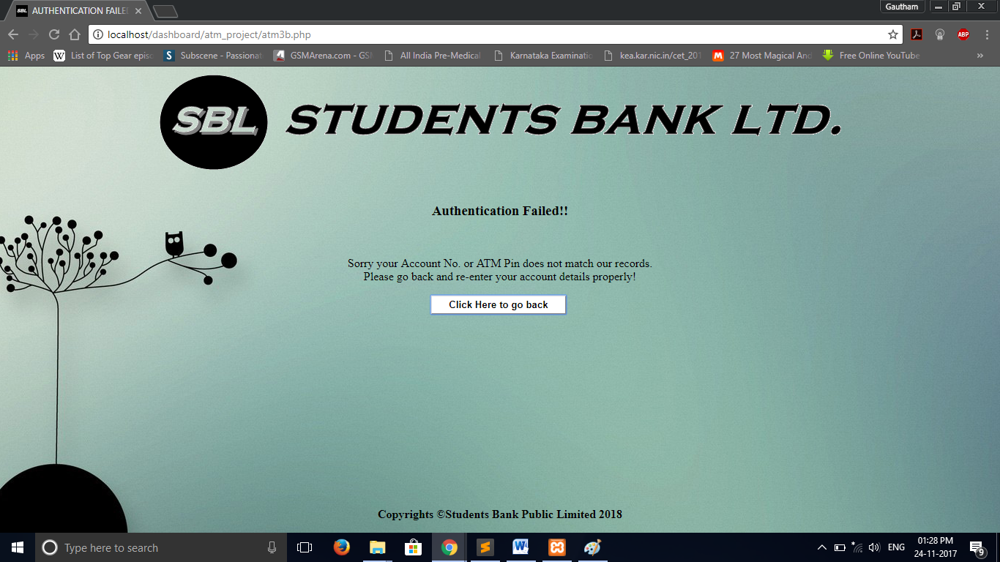 SBL AUTHENTICATION FAILE
Gautham
localhost/dashboard/atm_project/atm3b.php
ABP
Apps W List of Top Gear episo S Subscene - Passiona GSMArena.com - GSM All India Pre-Medical Karnataka Examinatio kea.kar.nic.in/cet_201 27 Most Magical And Free Online YouTube »
SBL STUDENTS BANK LTD.
Authentication Failed!!
Sorry your Account No. or ATM Pin does not match our records.
Please go back and re-enter your account details properly!
Click Here to go back
Copyrights ©Students Bank Public Limited 2018
Type here to search
ENG
01:28 PM
24-11-2017
9